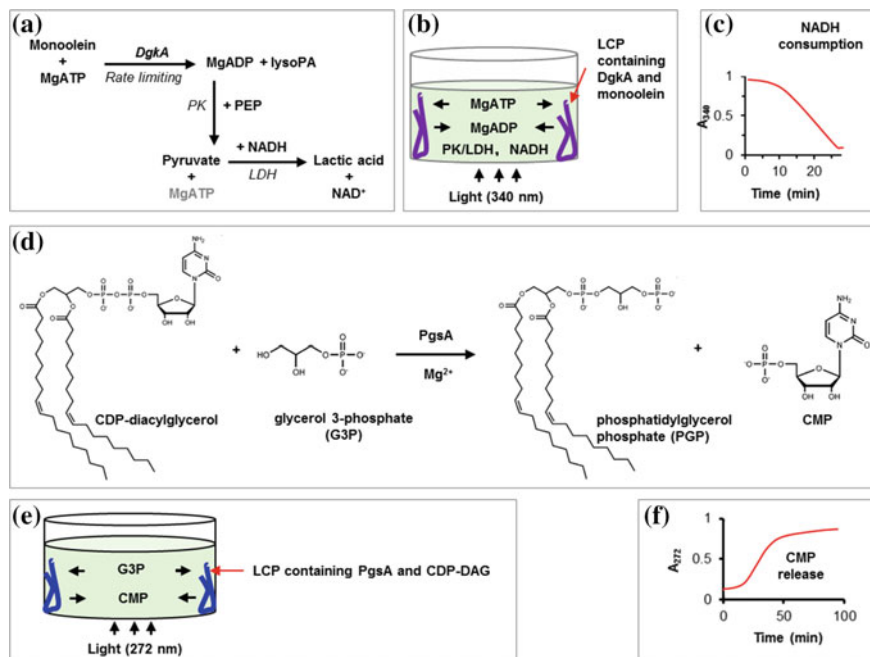 (a)
Monoolein
+
MgATP
DgkA
Rate limiting
MgADP + lysoPA
PK
+ PEP
Pyruvate
+
MgATP
+ NADH
LDH
Lactic acid
+
NAD+
(b)
LCP
containing
DgkA and
monoolein
MgATP
MgADP
PK/LDH, NADH
Light (340 nm)
(c)
NADH
consumption
A340
1
0.5
0
0 10 20
Time (min)
(d)
NH2
N
N
O
O
O O O
O P O P O
O- O-
O
OH OH
O
O
CDP-diacylglycerol
+
HO
OH
O
O P O-
O-
glycerol 3-phosphate
(G3P)
PgsA
Mg2+
O O
O P O O P O-
O- OH O-
O
O
O
O
phosphatidylglycerol
phosphate (PGP)
+
NH2
N
N
O
O
-O P O
O-
O
OH OH
CMP
(e)
G3P
CMP
LCP containing PgsA and CDP-DAG
Light (272 nm)
(f)
A272
1
0.5
0
CMP
release
0 50 100
Time (min)